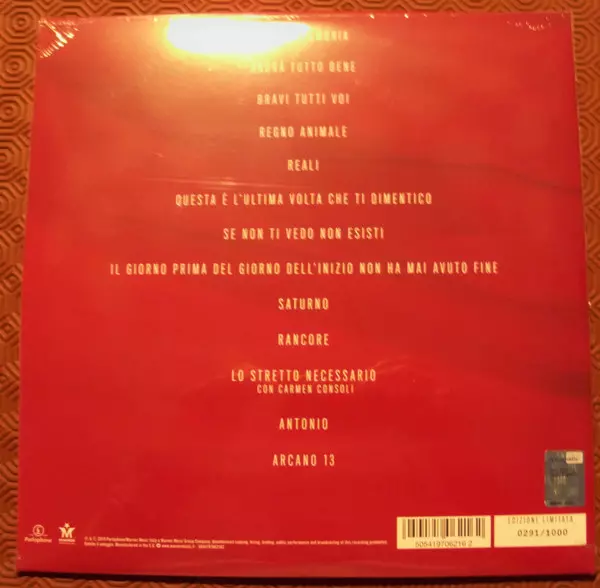 TUTTO BENE
BRAVI TUTTI VOI
REGNO ANIMALE
REALI
QUESTA È L'ULTIMA VOLTA CHE TI DIMENTICO
SE NON TI VEDO NON ESISTI
IL GIORNO PRIMA DEL GIORNO DELL'INIZIO NON HA MAI AVUTO FINE
SATURNO
RANCORE
LO STRETTO NECESSARIO
CON CARMEN CONSOLI
ANTONIO
ARCANO 13
Parlophone
5054197062162
EDIZIONE LIMITATA
0291/1000